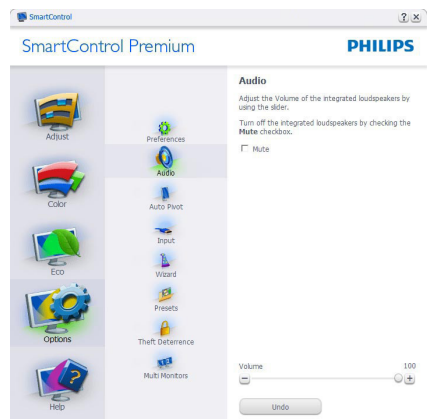 SmartControl
SmartControl Premium
PHILIPS
Adjust
Color
Eco
Options
Help
Preferences
Audio
Auto Pivot
Input
Wizard
Presets
Theft Deterrence
Multi Monitors
Audio
Adjust the Volume of the integrated loudspeakers by
using the slider.
Turn off the integrated loudspeakers by checking the
Mute checkbox.
Mute
Volume 100
Undo